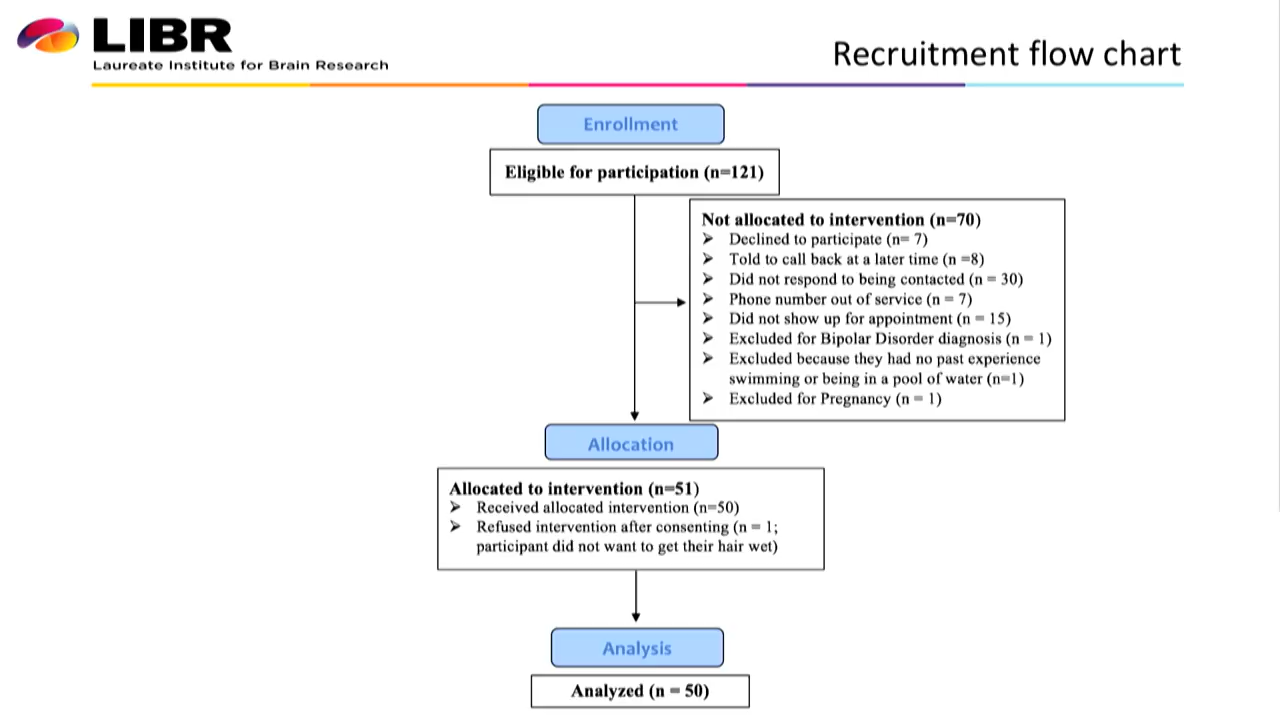 LIBR
Laureate Institute for Brain Research
Recruitment flow chart
Enrollment
Eligible for participation (n=121)
Not allocated to intervention (n=70)
➢ Declined to participate (n= 7)
➢ Told to call back at a later time (n =8)
➢ Did not respond to being contacted (n = 30)
➢ Phone number out of service (n = 7)
➢ Did not show up for appointment (n = 15)
➢ Excluded for Bipolar Disorder diagnosis (n = 1)
➢ Excluded because they had no past experience
swimming or being in a pool of water (n=1)
➢ Excluded for Pregnancy (n = 1)
Allocation
Allocated to intervention (n=51)
➢ Received allocated intervention (n=50)
➢ Refused intervention after consenting (n = 1;
participant did not want to get their hair wet)
Analysis
Analyzed (n = 50)